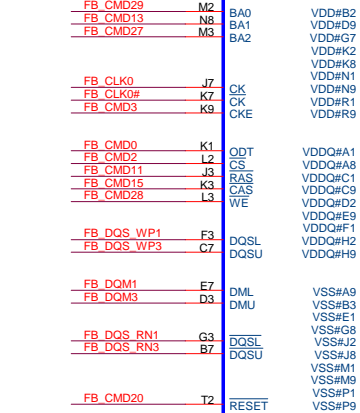 FB_CMD29 M2 BA0 VDD#B2
FB_CMD13 N8 BA1 VDD#D9
FB_CMD27 M3 BA2 VDD#G7
VDD#K2
VDD#K8
VDD#N1
FB_CLK0 J7 CK VDD#N9
FB_CLK0# K7 CK VDD#R1
FB_CMD3 K9 CKE VDD#R9
FB_CMD0 K1 ODT VDDQ#A1
FB_CMD2 L2 CS VDDQ#A8
FB_CMD11 J3 RAS VDDQ#C1
FB_CMD15 K3 CAS VDDQ#C9
FB_CMD28 L3 WE VDDQ#D2
VDDQ#E9
VDDQ#F1
FB_DQS_WP1 F3 DQSL VDDQ#H2
FB_DQS_WP3 C7 DQSU VDDQ#H9
FB_DQM1 E7 DML VSS#A9
FB_DQM3 D3 DMU VSS#B3
VSS#E1
VSS#G8
FB_DQS_RN1 G3 DQSL VSS#J2
FB_DQS_RN3 B7 DQSU VSS#J8
VSS#M1
VSS#M9
VSS#P1
FB_CMD20 T2 RESET VSS#P9